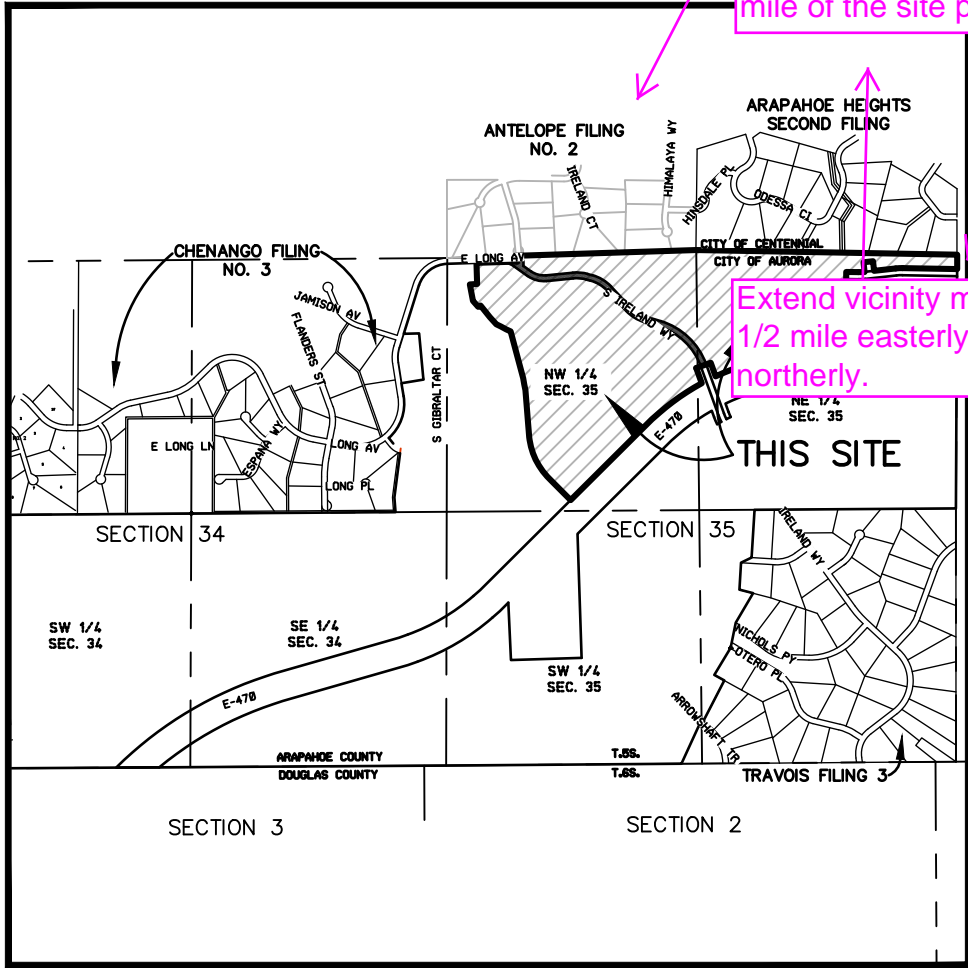 mile of the site p
ANTELOPE FILING
NO. 2
HIMALAYA WY
ARAPAHOE HEIGHTS
SECOND FILING
IRELAND CT
HINSDALE PL
ODESSA CI
CHENANGO FILING
NO. 3
E LONG AV
CITY OF CENTENNIAL
CITY OF AURORA
JAMISON AV
FLANDERS ST
S GIBRALTAR CT
S IRELAND WY
Extend vicinity m
1/2 mile easterly
northerly.
NW 1/4
SEC. 35
NE 1/4
SEC. 35
E-470
THIS SITE
E LONG LN
ESPANA WY
LONG AV
LONG PL
SECTION 34
SECTION 35
IRELAND WY
SW 1/4
SEC. 34
SE 1/4
SEC. 34
SW 1/4
SEC. 35
NICHOLS PY
OTERO PL
ARROWSHAFT TR
E-470
ARAPAHOE COUNTY
DOUGLAS COUNTY
T.5S.
T.6S.
TRAVOIS FILING 3
SECTION 3
SECTION 2